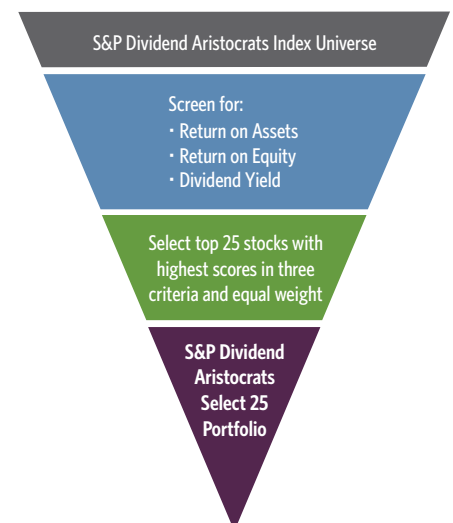 S&P Dividend Aristocrats Index Universe
Screen for:
· Return on Assets
· Return on Equity
· Dividend Yield
Select top 25 stocks with
highest scores in three
criteria and equal weight
S&P Dividend
Aristocrats
Select 25
Portfolio